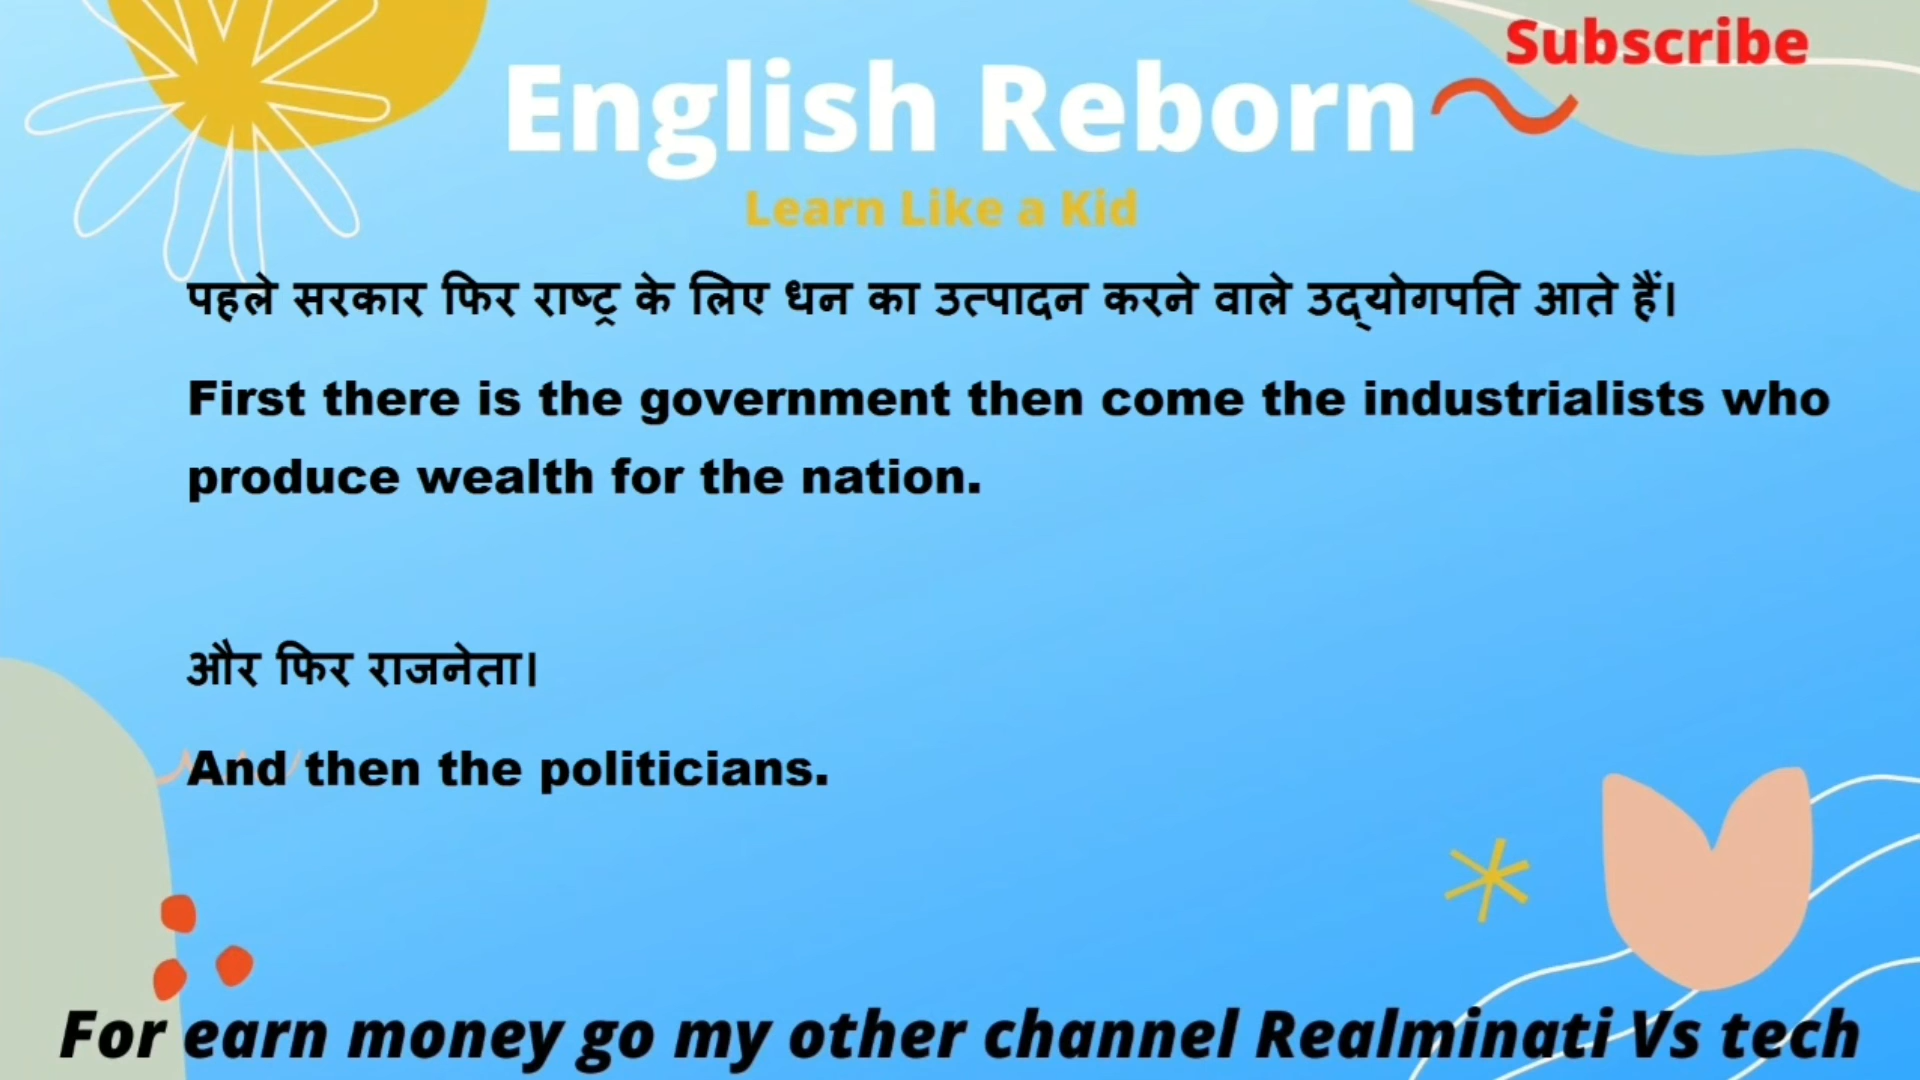 Subscribe
English Reborn
Learn Like a Kid
पहले सरकार फिर राष्ट्र के लिए धन का उत्पादन करने वाले उद्योगपति आते हैं।
First there is the government then come the industrialists who
produce wealth for the nation.
और फिर राजनेता।
And then the politicians.
For earn money go my other channel Realminati Vs tech